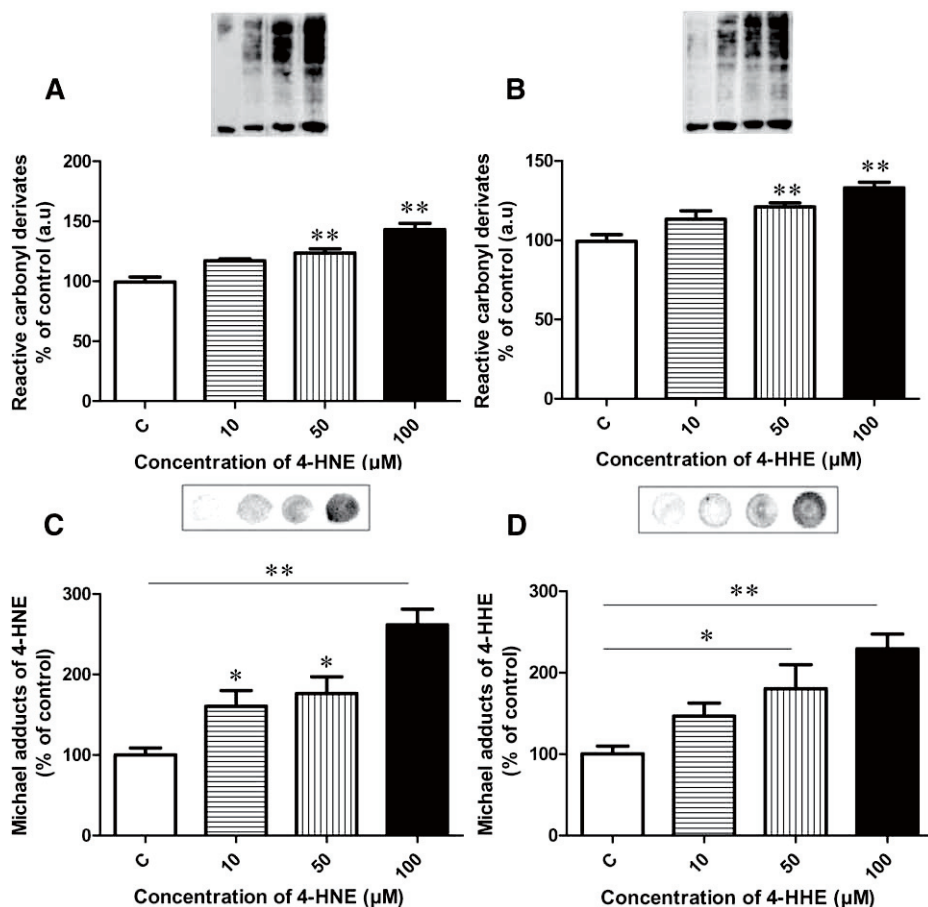 A
Reactive carbonyl derivates
% of control (a.u)
200
150
100
50
0
**
**
C
10
50
100
Concentration of 4-HNE (µM)
B
Reactive carbonyl derivates
% of control (a.u)
150
100
50
0
**
**
C
10
50
100
Concentration of 4-HHE (µM)
C
Michael adducts of 4-HNE
(% of control)
300
200
100
0
**
*
*
C
10
50
100
Concentration of 4-HNE (µM)
D
Michael adducts of 4-HHE
(% of control)
300
200
100
0
**
*
C
10
50
100
Concentration of 4-HHE (µM)